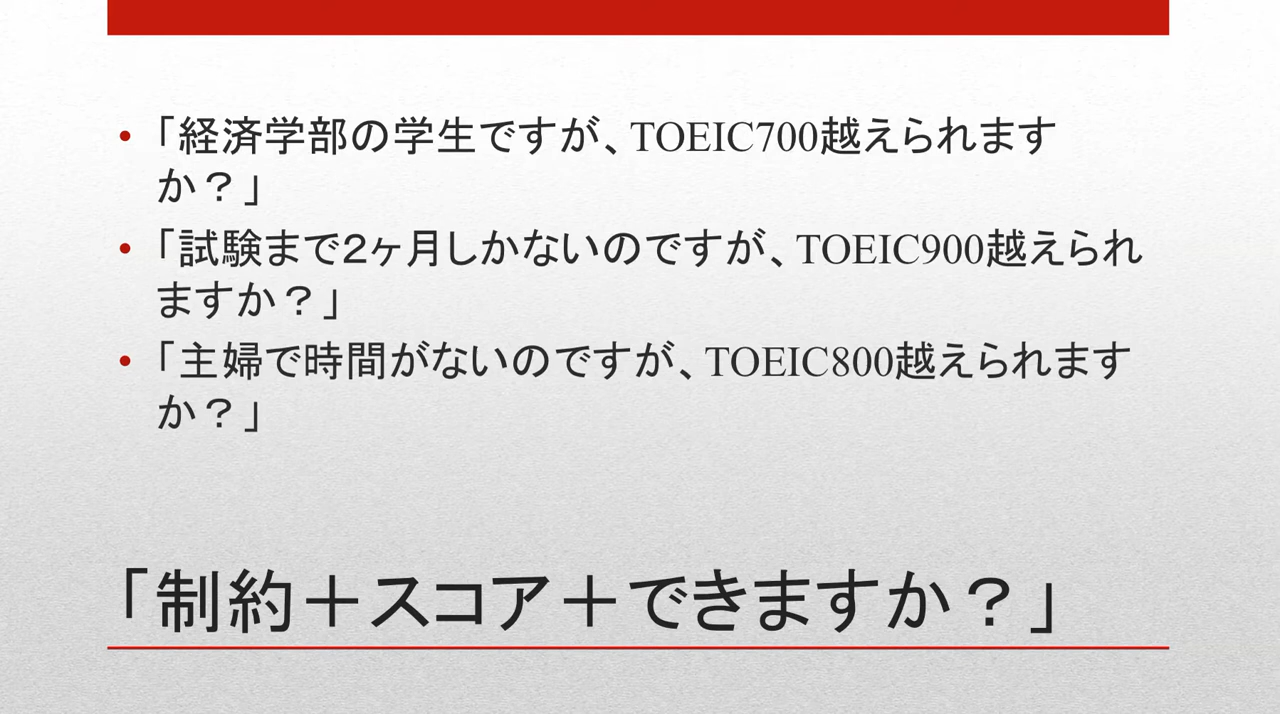 • 「経済学部の学生ですが、TOEIC700越えられます
か？」
• 「試験まで２ヶ月しかないのですが、TOEIC900越えられ
ますか？」
• 「主婦で時間がないのですが、TOEIC800越えられます
か？」
「制約＋スコア＋できますか？」